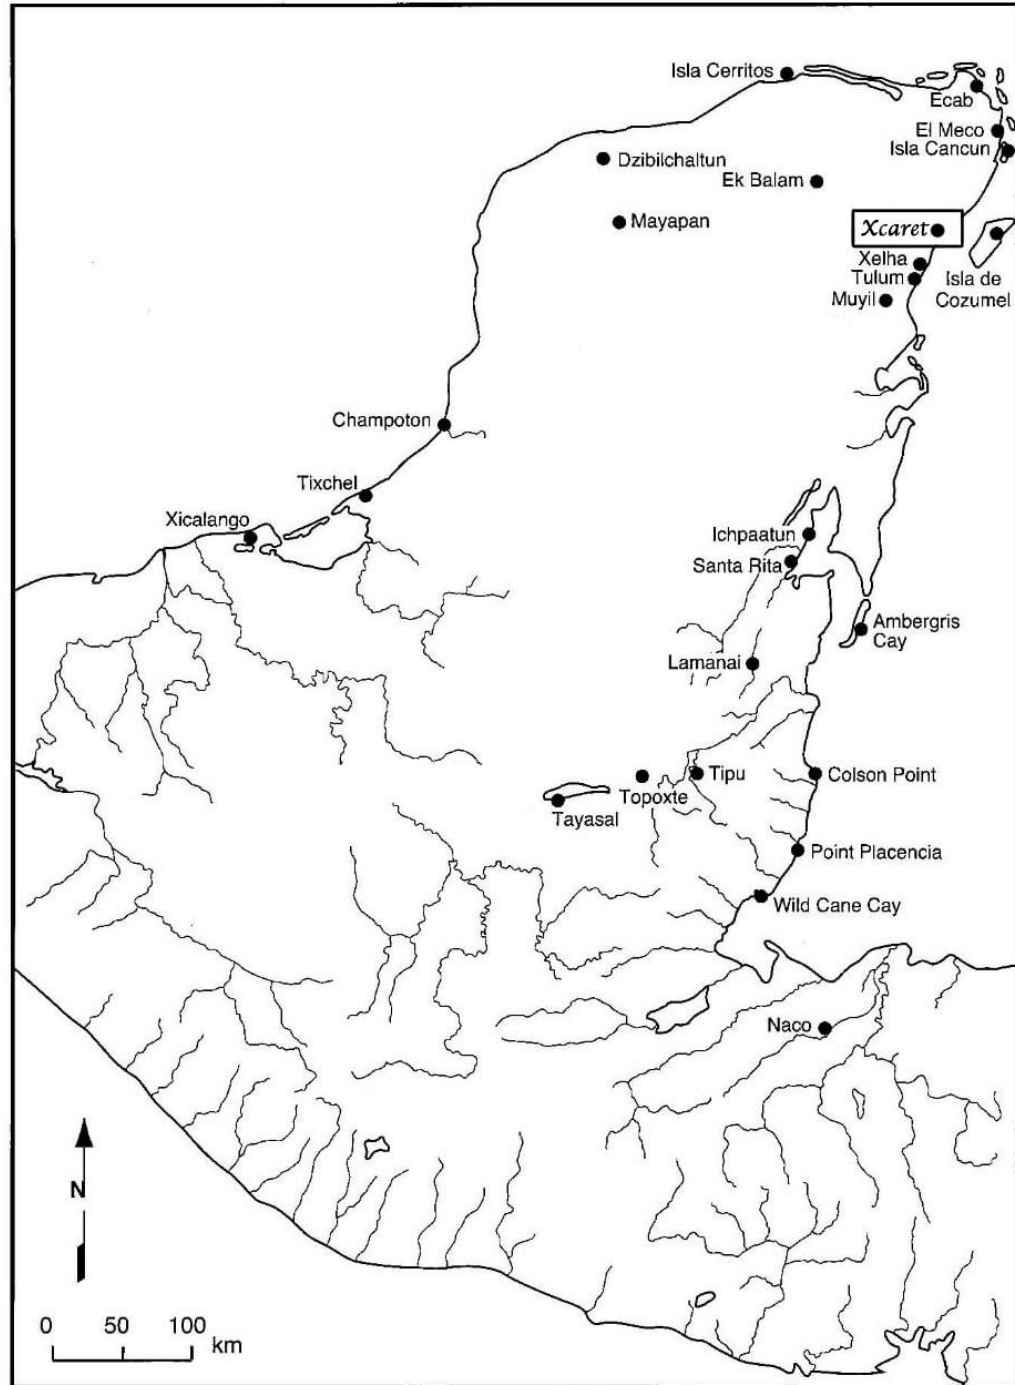 Isla Cerritos
Ecab
El Meco
Isla Cancun
Dzibilchaltun
Ek Balam
Mayapan
Xcaret
Xelha
Tulum
Isla de
Cozumel
Muyil
Champoton
Tixchel
Xicalango
Ichpaatun
Santa Rita
Ambergris
Cay
Lamanai
Tipu
Colson Point
Topoxte
Tayasal
Point Placencia
Wild Cane Cay
Naco
N
0 50 100
km